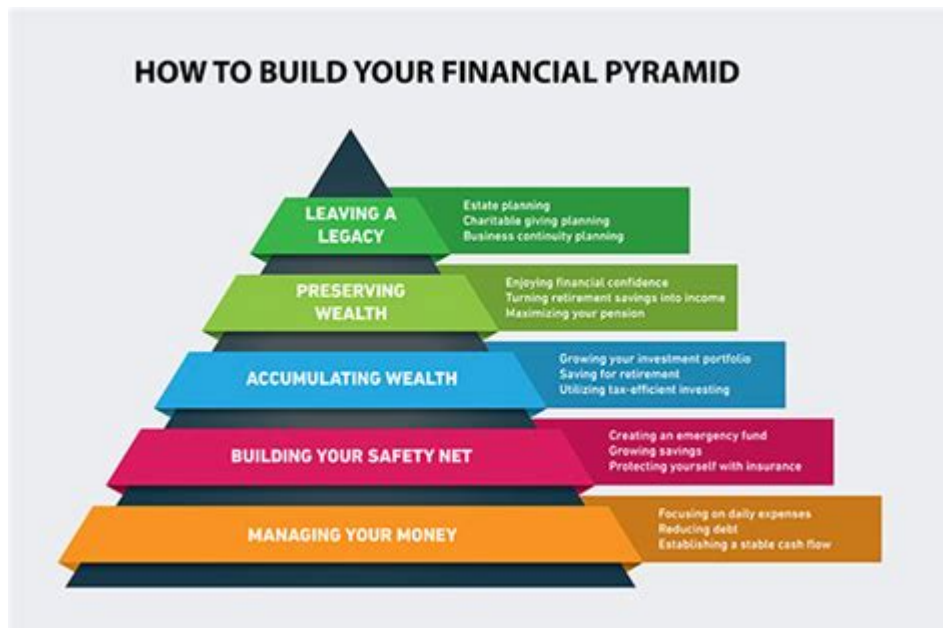 HOW TO BUILD YOUR FINANCIAL PYRAMID
LEAVING A
LEGACY
Estate planning
Charitable giving planning
Business continuity planning
PRESERVING
WEALTH
Enjoying financial confidence
Turning retirement savings into income
Maximizing your pension
ACCUMULATING WEALTH
Growing your investment portfolio
Saving for retirement
Utilizing tax-efficient investing
BUILDING YOUR SAFETY NET
Creating an emergency fund
Growing savings
Protecting yourself with insurance
MANAGING YOUR MONEY
Focusing on daily expenses
Reducing debt
Establishing a stable cash flow